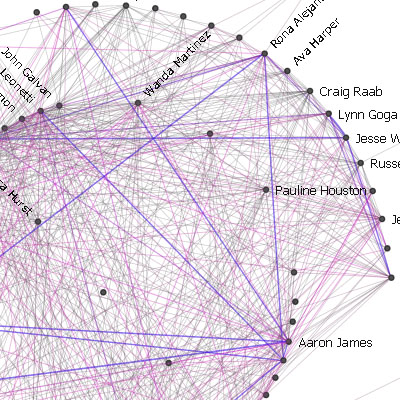 Rona Alejan
Ava Harper
Wanda Martinez
John Galvan
Leonetti
Craig Raab
Lynn Goga
Jesse W
Russe
Pauline Houston
Hurst
Je
Aaron James